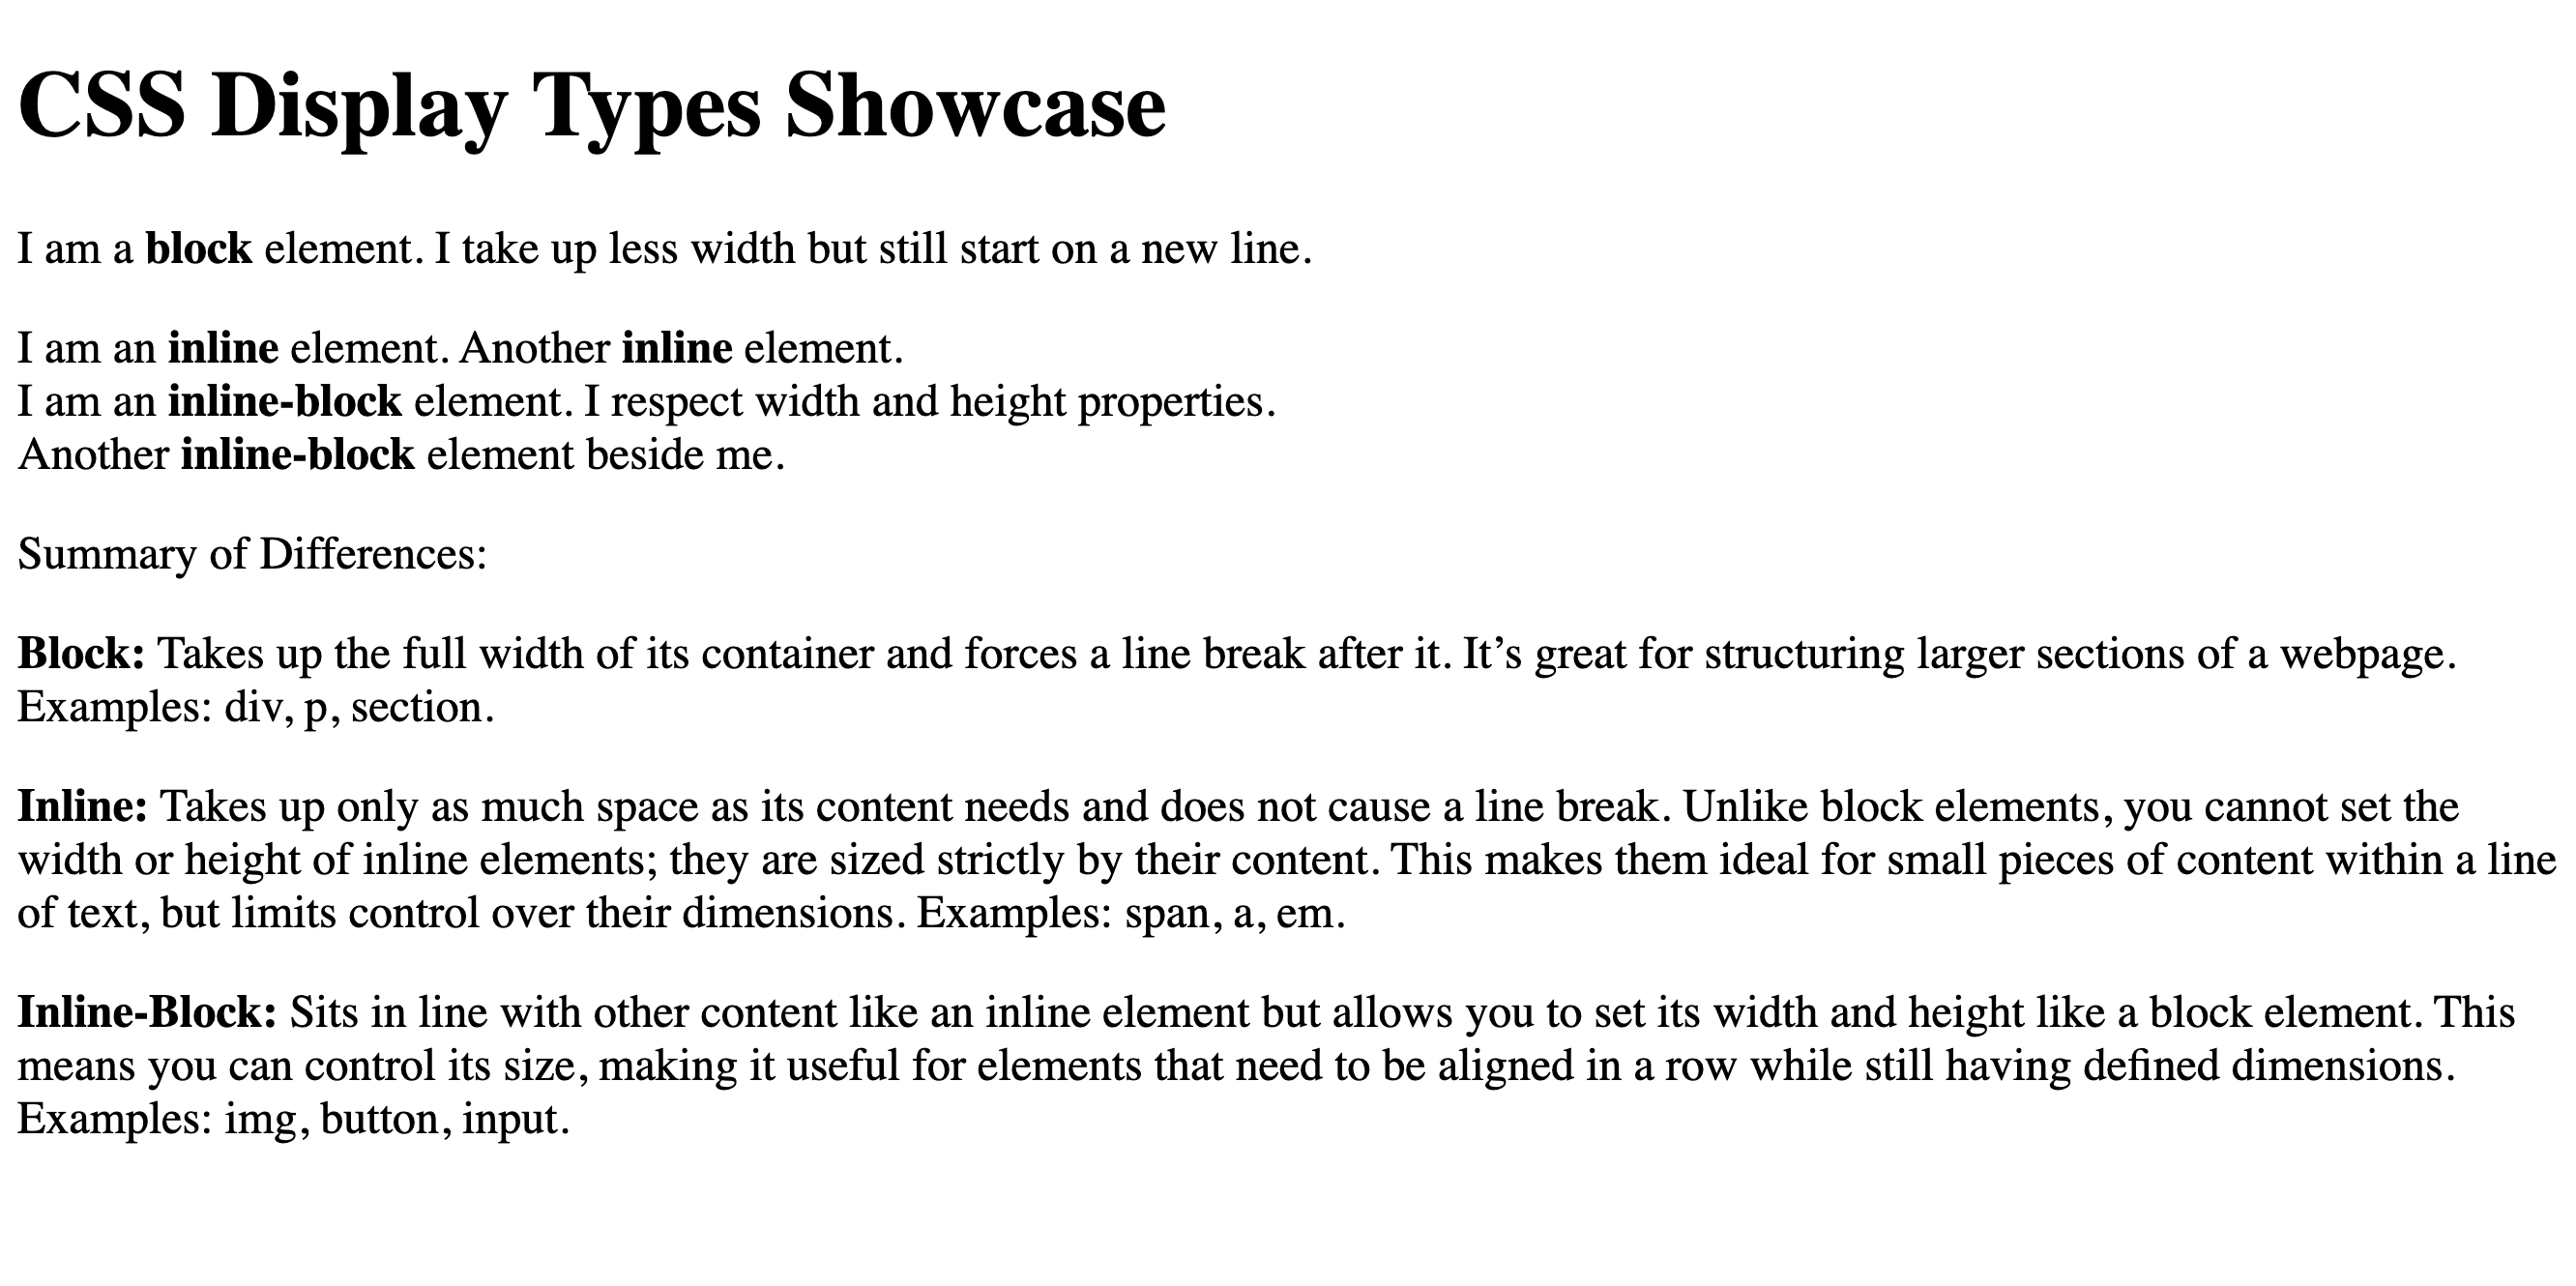 CSS Display Types Showcase
I am a block element. I take up less width but still start on a new line.
I am an inline element. Another inline element.
I am an inline-block element. I respect width and height properties.
Another inline-block element beside me.
Summary of Differences:
Block: Takes up the full width of its container and forces a line break after it. It’s great for structuring larger sections of a webpage.
Examples: div, p, section.
Inline: Takes up only as much space as its content needs and does not cause a line break. Unlike block elements, you cannot set the
width or height of inline elements; they are sized strictly by their content. This makes them ideal for small pieces of content within a line
of text, but limits control over their dimensions. Examples: span, a, em.
Inline-Block: Sits in line with other content like an inline element but allows you to set its width and height like a block element. This
means you can control its size, making it useful for elements that need to be aligned in a row while still having defined dimensions.
Examples: img, button, input.